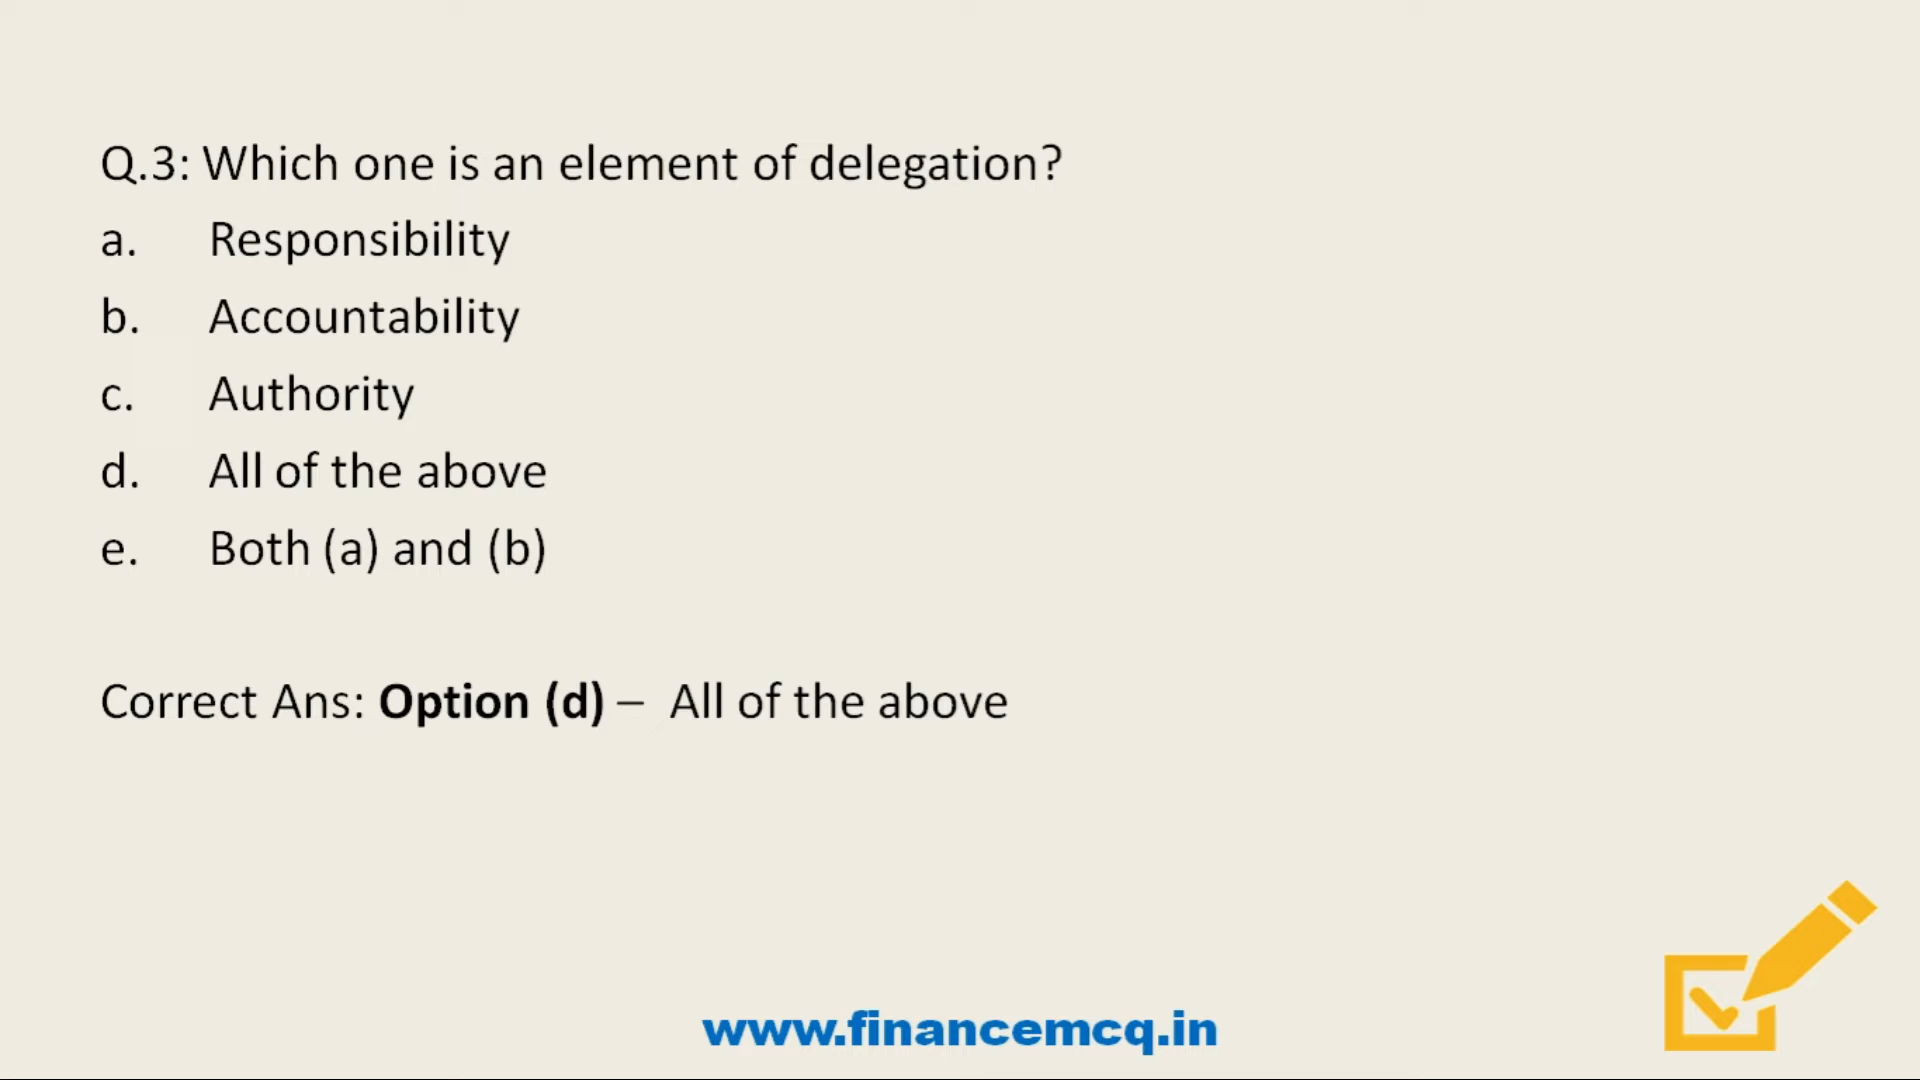 Q.3: Which one is an element of delegation?
a. Responsibility
b. Accountability
c. Authority
d. All of the above
e. Both (a) and (b)
Correct Ans: Option (d) – All of the above
www.financemcq.in